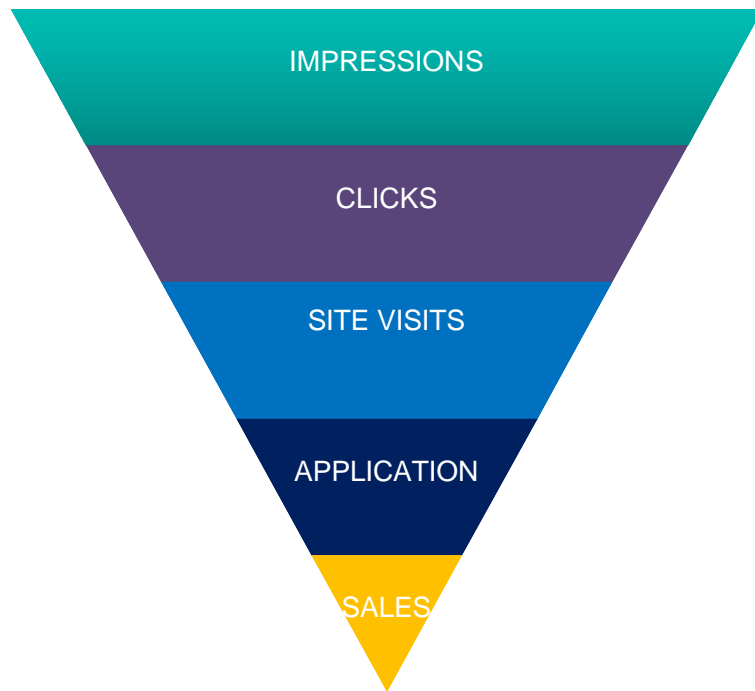 IMPRESSIONS
CLICKS
SITE VISITS
APPLICATION
SALES